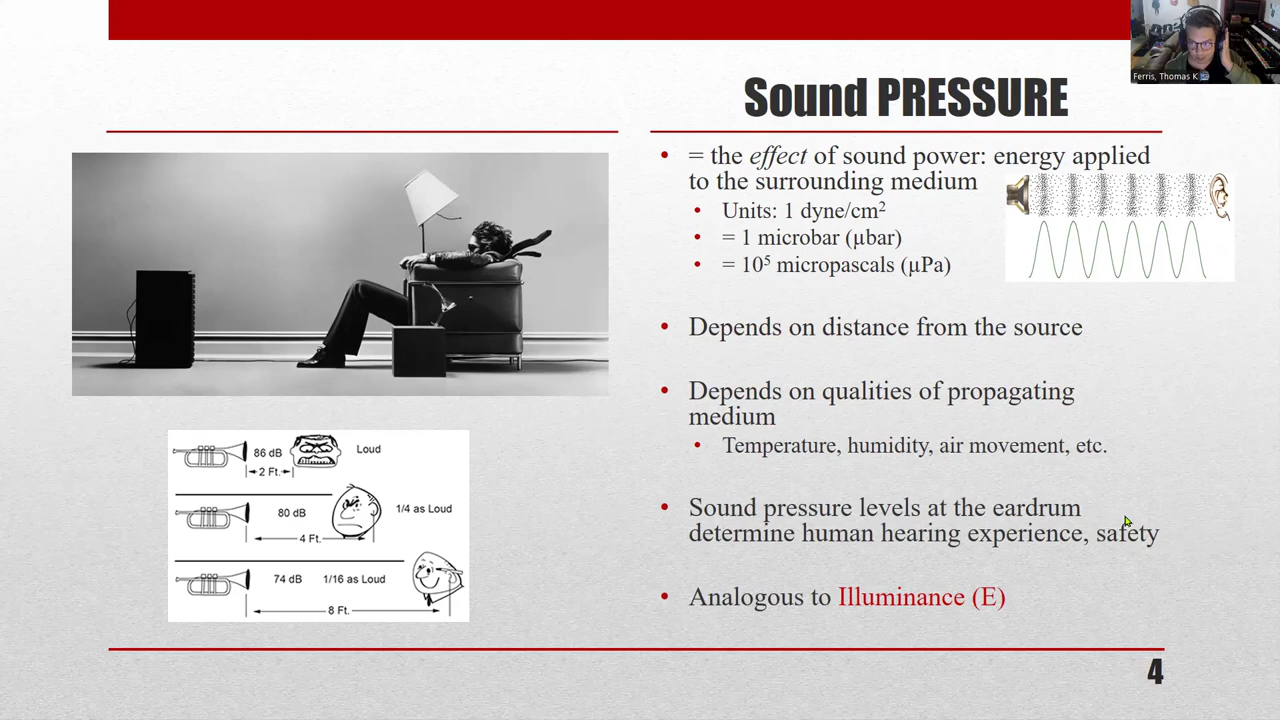 Ferris, Thomas K
Sound PRESSURE
• = the effect of sound power: energy applied
to the surrounding medium
• Units: 1 dyne/cm²
• = 1 microbar (µbar)
• = 10⁵ micropascals (µPa)
• Depends on distance from the source
• Depends on qualities of propagating
medium
• Temperature, humidity, air movement, etc.
• Sound pressure levels at the eardrum
determine human hearing experience, safety
• Analogous to Illuminance (E)
86 dB
Loud
2 Ft.
80 dB
1/4 as Loud
4 Ft.
74 dB 1/16 as Loud
8 Ft.
4